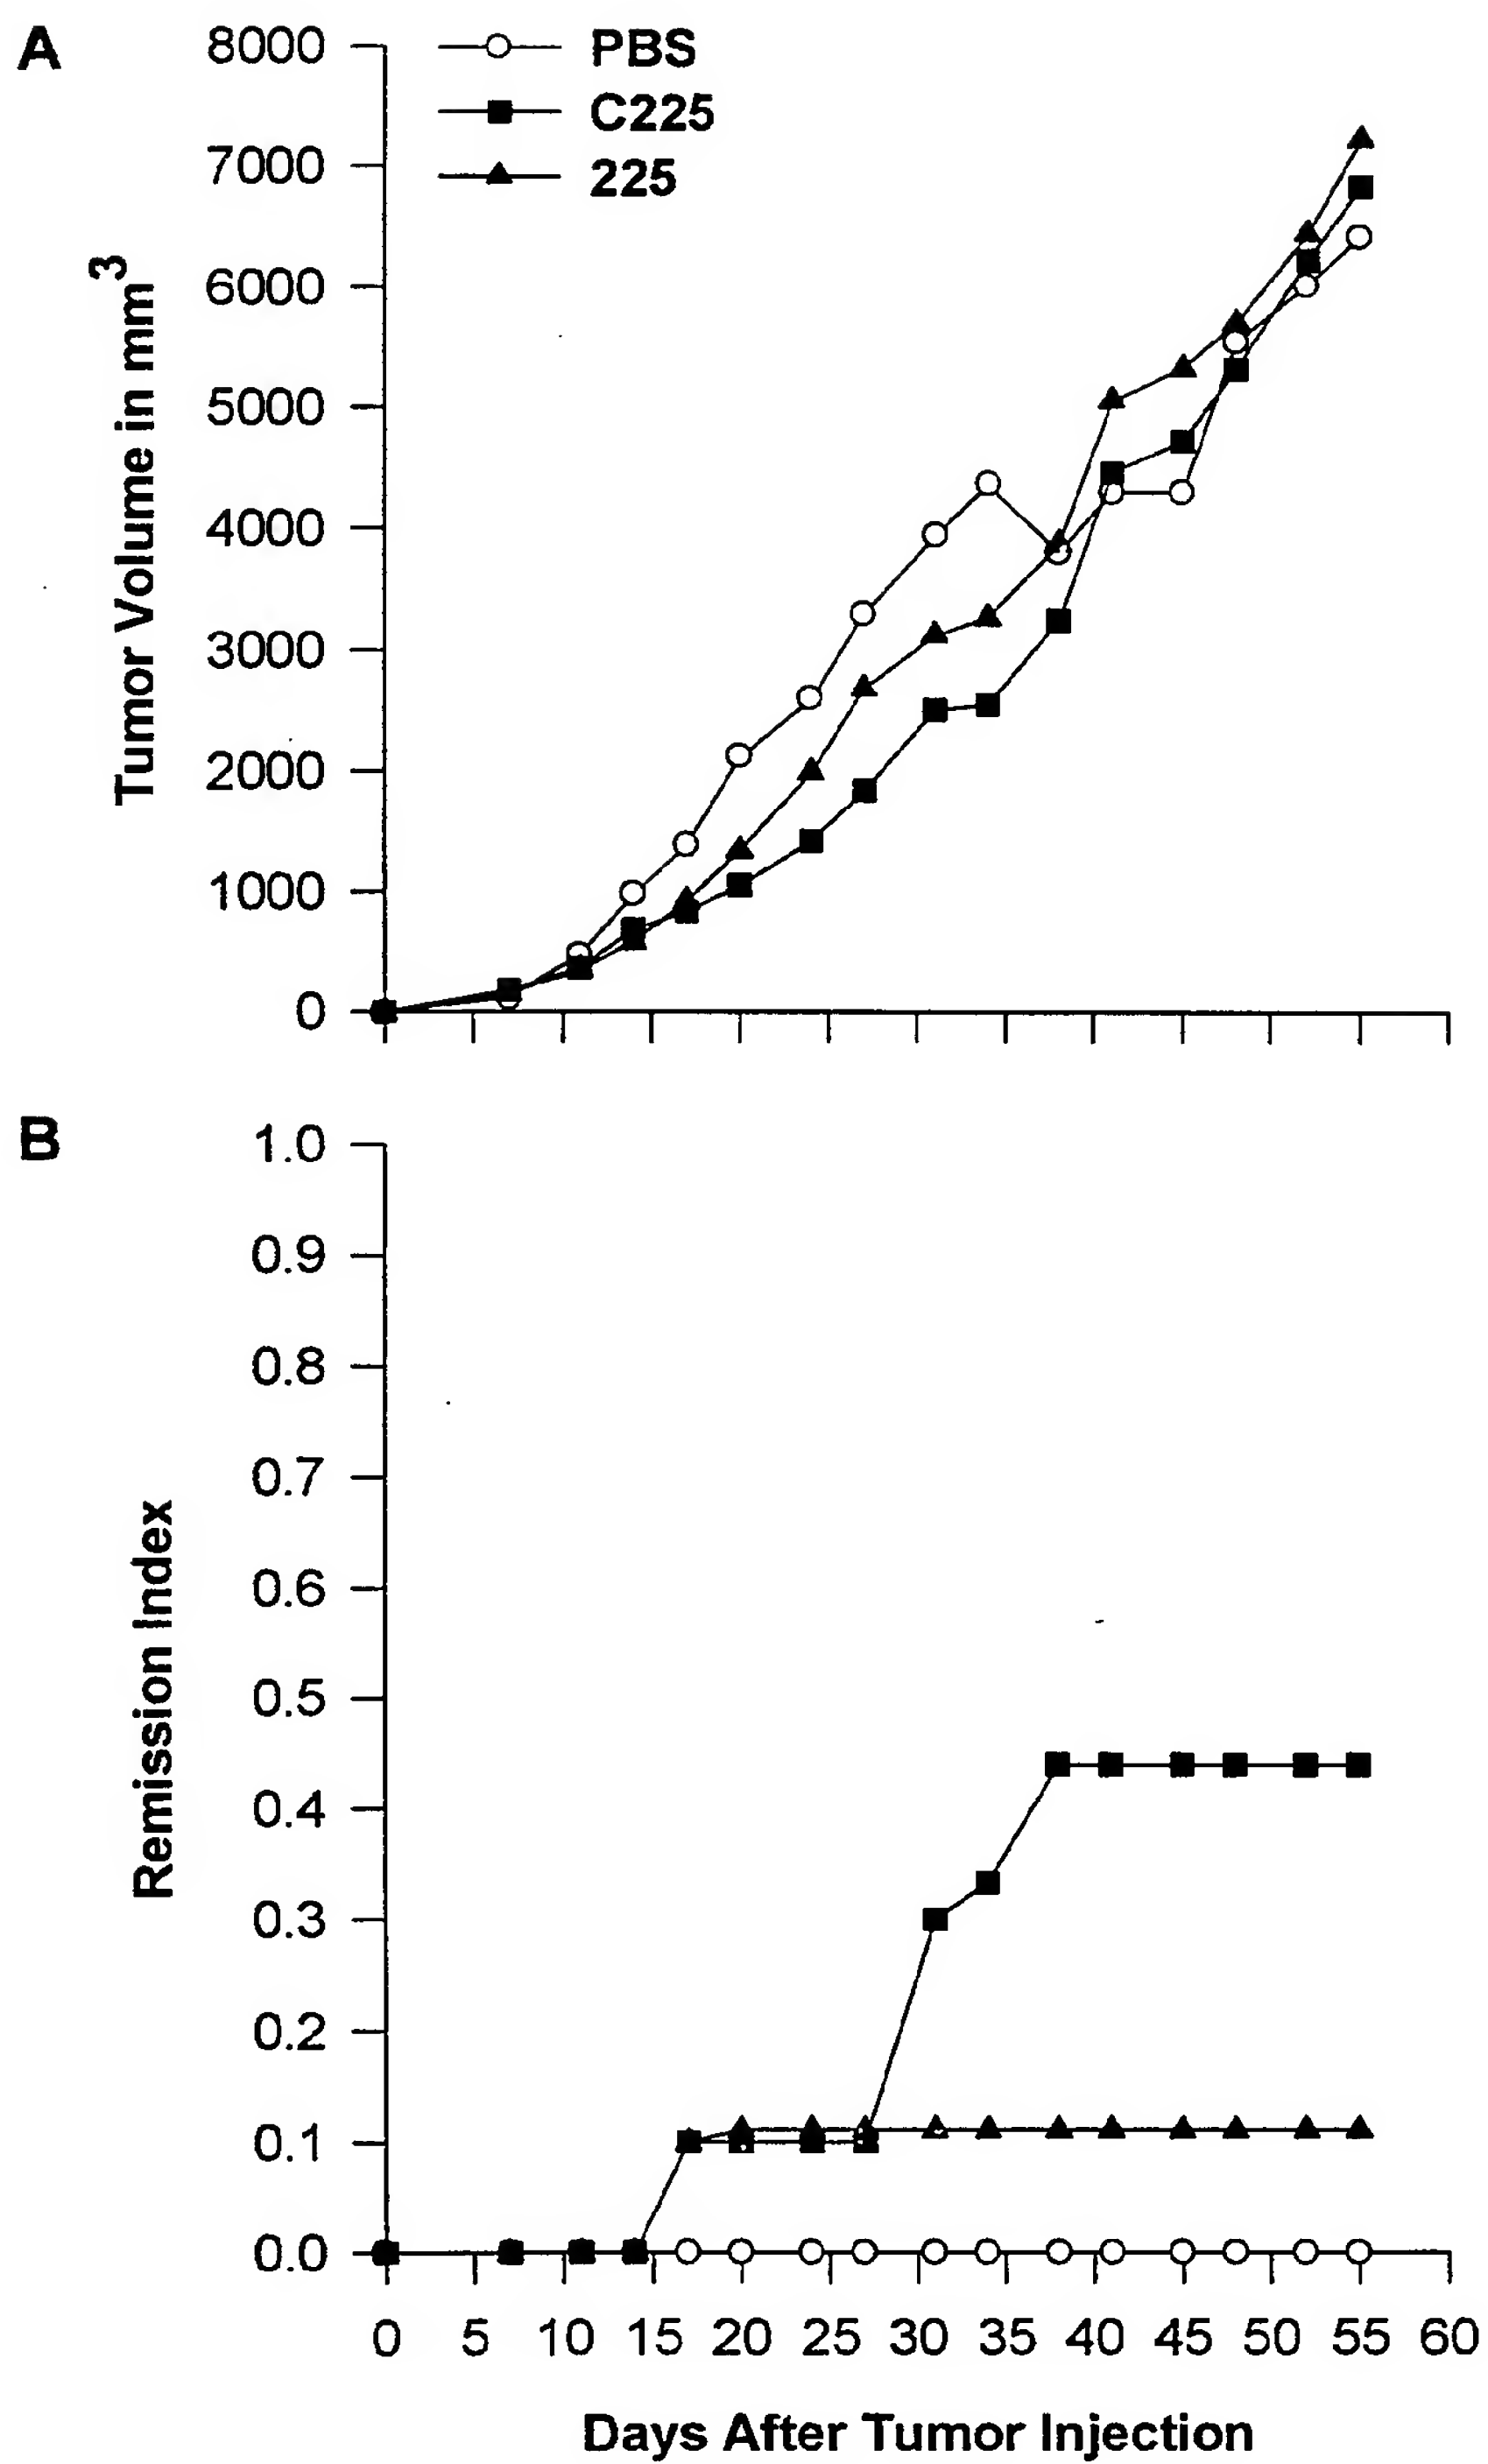 A
PBS
C225
225
8000
7000
6000
5000
4000
3000
2000
1000
0
Tumor Volume in mm3
B
1.0
0.9
0.8
0.7
0.6
0.5
0.4
0.3
0.2
0.1
0.0
Remission Index
0 5 10 15 20 25 30 35 40 45 50 55 60
Days After Tumor Injection